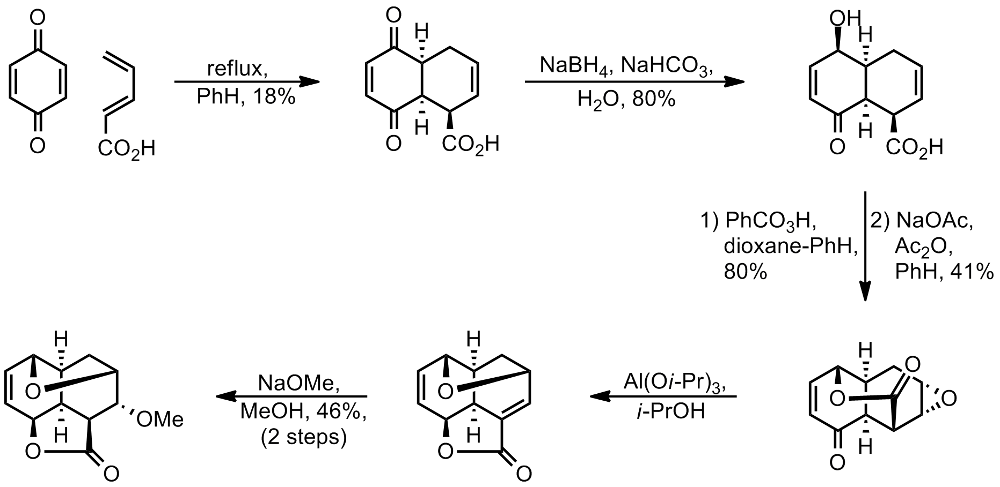 O
O
CO₂H
reflux,
PhH, 18%
O
H
H
O
CO₂H
NaBH₄, NaHCO₃,
H₂O, 80%
OH
H
H
O
CO₂H
1) PhCO₃H,
dioxane-PhH,
80%
2) NaOAc,
Ac₂O,
PhH, 41%
H
O
O
O
H
O
Al(Oi-Pr)₃,
i-PrOH
H
O
H
O
O
NaOMe,
MeOH, 46%,
(2 steps)
H
O
OMe
H
O
O